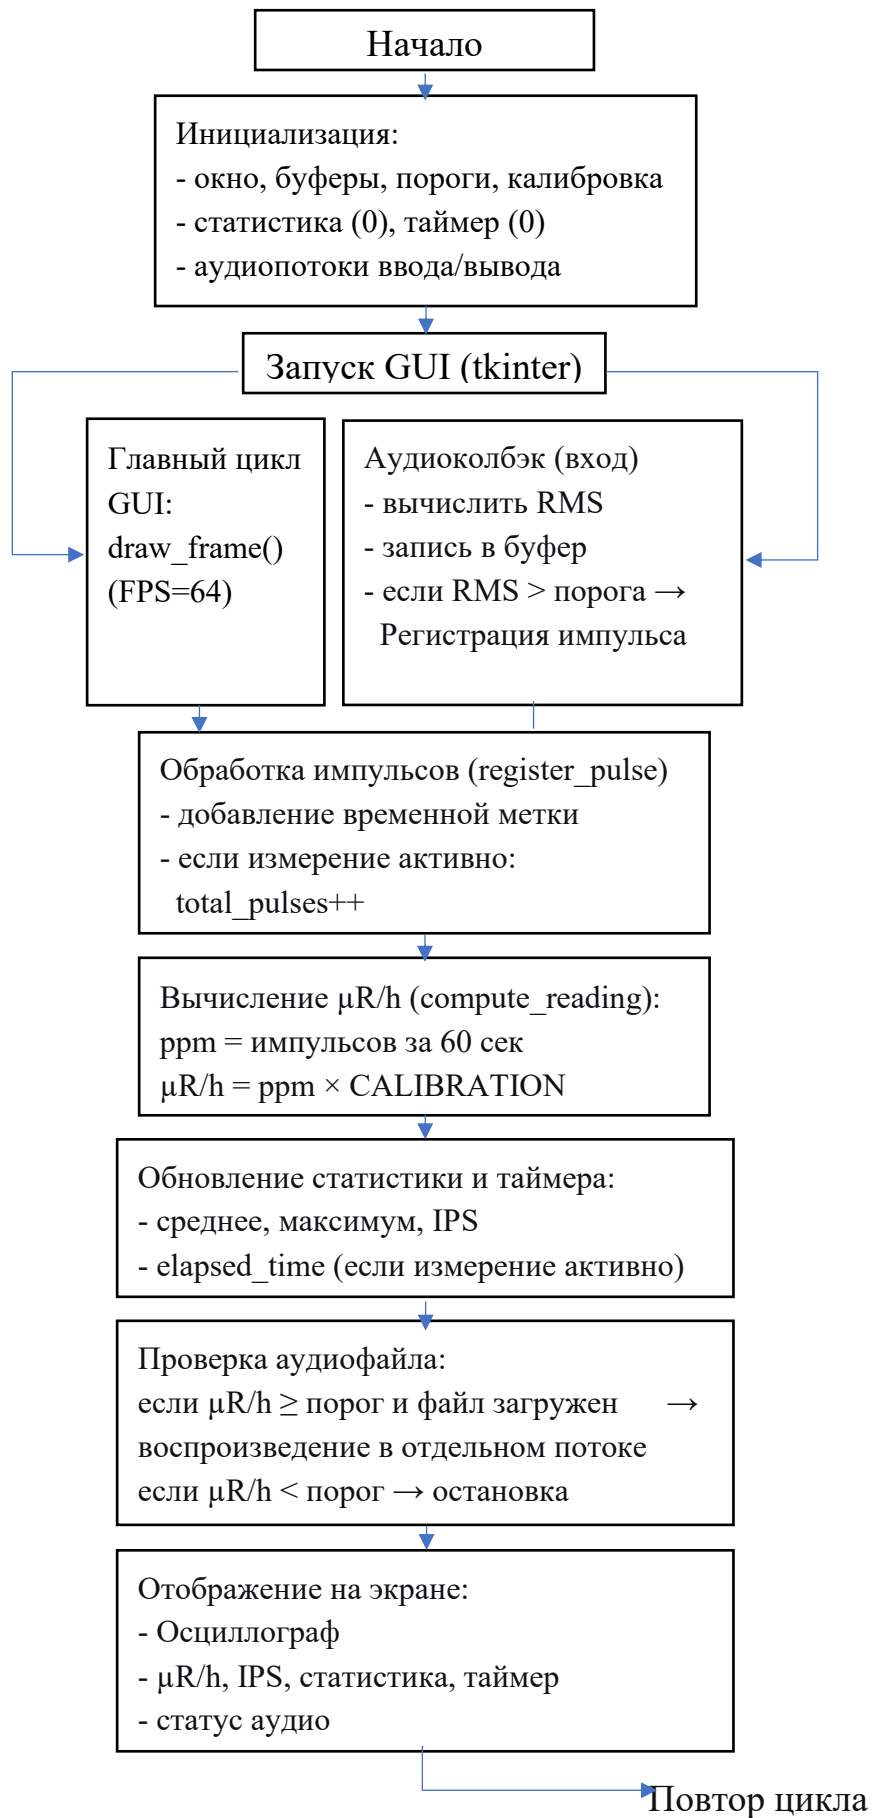 Начало
Инициализация:
- окно, буферы, пороги, калибровка
- статистика (0), таймер (0)
- аудиопотоки ввода/вывода
Запуск GUI (tkinter)
Главный цикл
GUI:
draw_frame()
(FPS=64)
Аудиоколбэк (вход)
- вычислить RMS
- запись в буфер
- если RMS > порога →
Регистрация импульса
Обработка импульсов (register_pulse)
- добавление временной метки
- если измерение активно:
total_pulses++
Вычисление µR/h (compute_reading):
ppm = импульсов за 60 сек
µR/h = ppm × CALIBRATION
Обновление статистики и таймера:
- среднее, максимум, IPS
- elapsed_time (если измерение активно)
Проверка аудиофайла:
если µR/h ≥ порог и файл загружен →
воспроизведение в отдельном потоке
если µR/h < порог → остановка
Отображение на экране:
- Осциллограф
- µR/h, IPS, статистика, таймер
- статус аудио
Повтор цикла